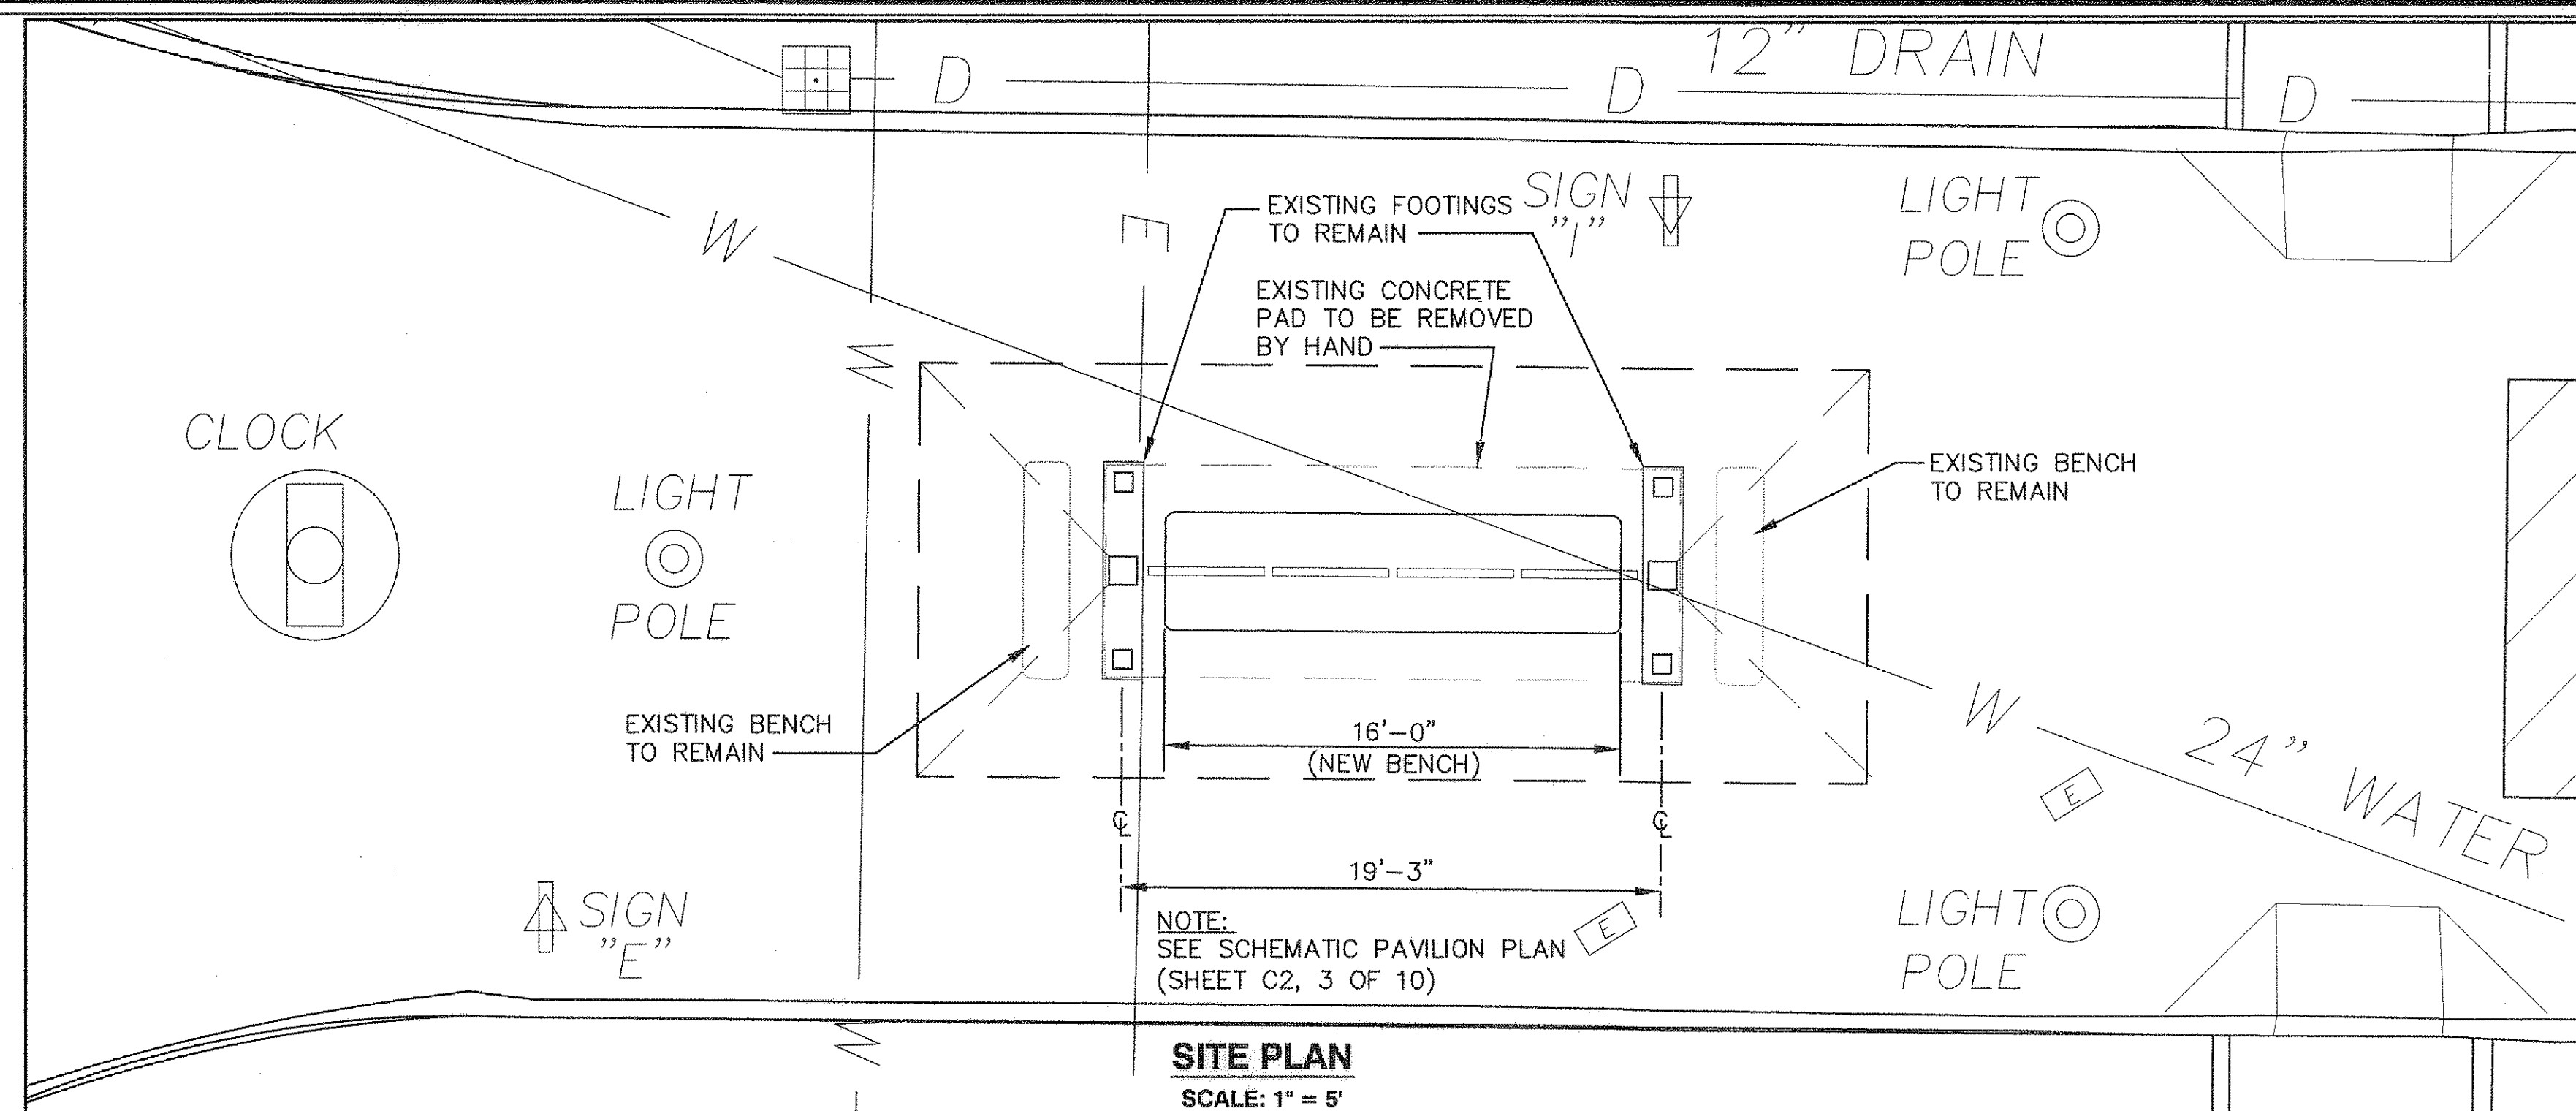 12" DRAIN
D
D
D
SIGN
"I"
LIGHT
POLE
EXISTING FOOTINGS
TO REMAIN
W
E
EXISTING CONCRETE
PAD TO BE REMOVED
BY HAND
W
CLOCK
LIGHT
POLE
EXISTING BENCH
TO REMAIN
EXISTING BENCH
TO REMAIN
16'-0"
(NEW BENCH)
W
24" WATER
E
℄
℄
19'-3"
SIGN
"E"
NOTE:
SEE SCHEMATIC PAVILION PLAN
(SHEET C2, 3 OF 10)
E
LIGHT
POLE
W
SITE PLAN
SCALE: 1" = 5'